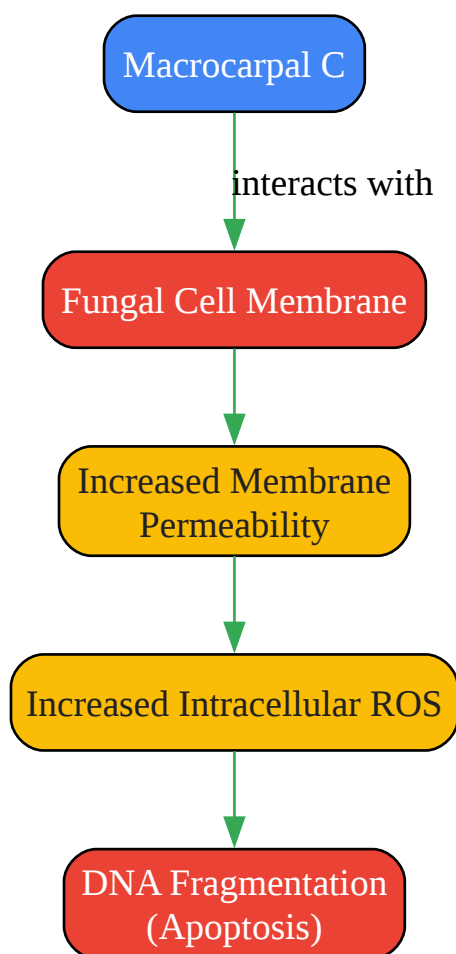 Macrocarpal C
interacts with
Fungal Cell Membrane
Increased Membrane
Permeability
Increased Intracellular ROS
DNA Fragmentation
(Apoptosis)